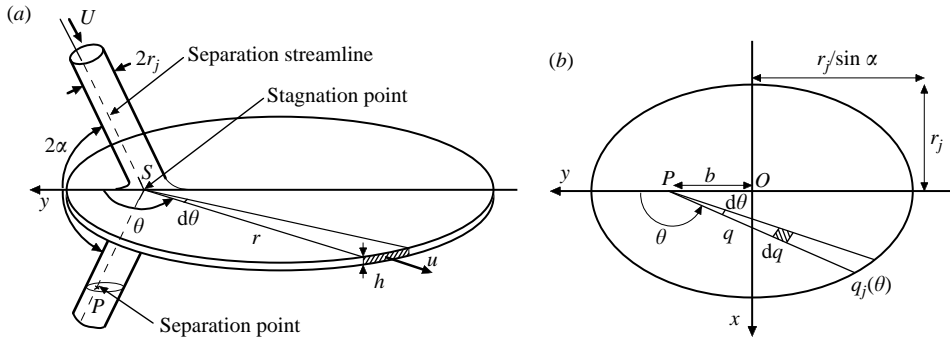 (a)
U
2r_j
Separation streamline
Stagnation point
2α
S
y
θ
dθ
r
h
u
P
Separation point
(b)
r_j/sin α
r_j
y
P
b
O
dθ
θ
q
dq
q_j(θ)
x